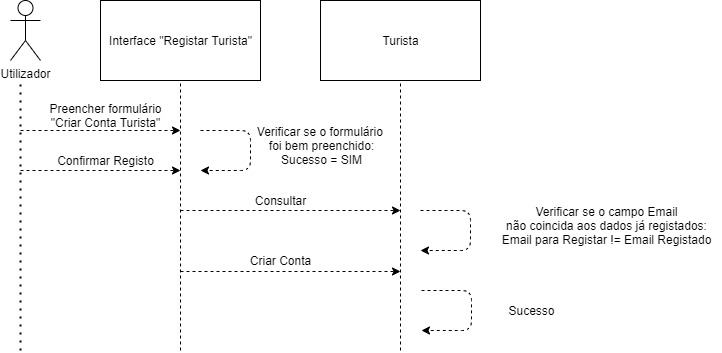 Interface "Registar Turista"
Turista
Utilizador
Preencher formulário
"Criar Conta Turista"
Verificar se o formulário
foi bem preenchido:
Sucesso = SIM
Confirmar Registo
Consultar
Verificar se o campo Email
não coincida aos dados já registados:
Email para Registar != Email Registado
Criar Conta
Sucesso